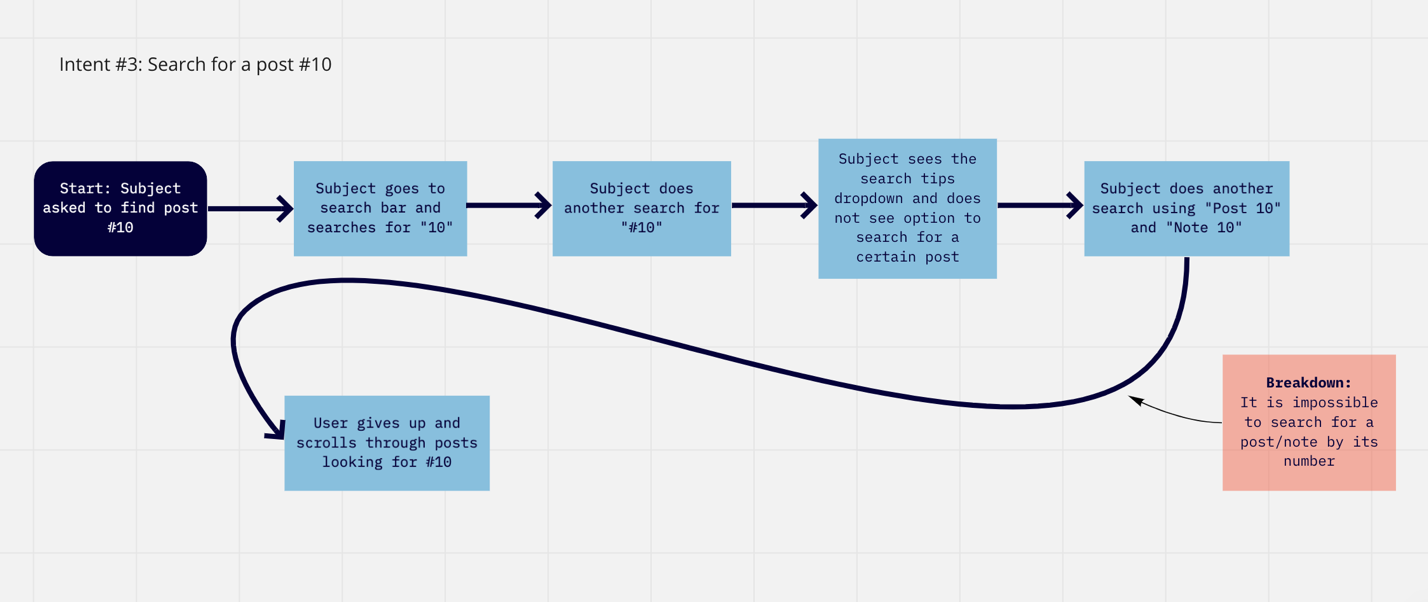 Intent #3: Search for a post #10
Start: Subject
asked to find post
#10
Subject goes to
search bar and
searches for "10"
Subject does
another search for
"#10"
Subject sees the
search tips
dropdown and does
not see option to
search for a
certain post
Subject does another
search using "Post 10"
and "Note 10"
Breakdown:
It is impossible
to search for a
post/note by its
number
User gives up and
scrolls through posts
looking for #10